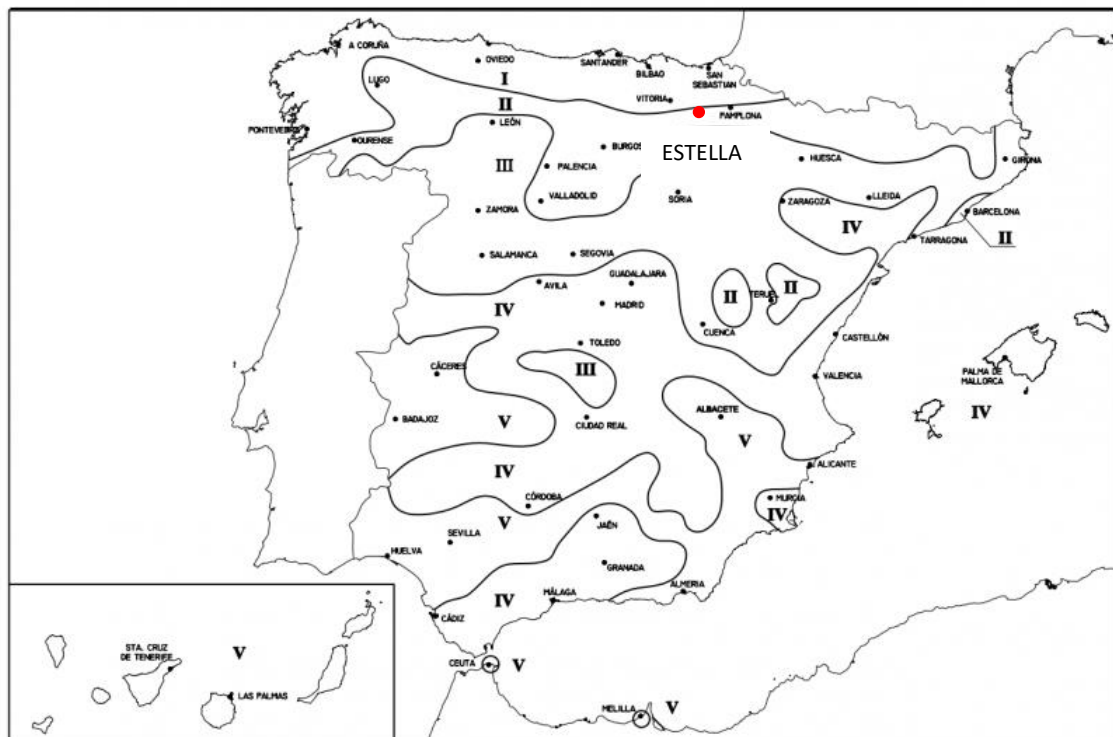 A CORUÑA
OVIEDO
SANTANDER
BILBAO
SAN
SEBASTIAN
LUGO
I
VITORIA
PAMPLONA
II
LEÓN
PONTEVEDRA
OURENSE
BURGOS
ESTELLA
III
PALENCIA
HUESCA
GIRONA
VALLADOLID
SORIA
ZARAGOZA
LLEIDA
ZAMORA
BARCELONA
IV
II
TARRAGONA
SALAMANCA
SEGOVIA
AVILA
GUADALAJARA
II
TERUEL
II
IV
MADRID
CUENCA
CASTELLÓN
TOLEDO
CÁCERES
III
VALENCIA
PALMA DE
MALLORCA
IV
BADAJOZ
V
CIUDAD REAL
ALBACETE
V
ALICANTE
IV
CÓRDOBA
MURCIA
IV
V
JAÉN
SEVILLA
HUELVA
GRANADA
ALMERIA
MÁLAGA
IV
CÁDIZ
STA. CRUZ
DE TENERIFE
V
LAS PALMAS
CEUTA
V
MELILLA
V